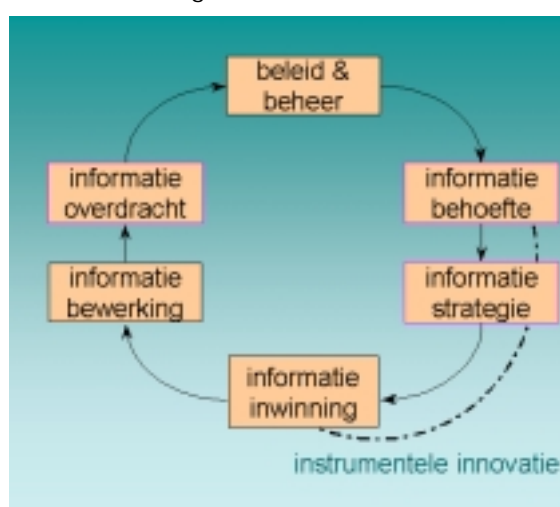 beleid &
beheer
informatie
behoefte
informatie
strategie
informatie
inwinning
informatie
bewerking
informatie
overdracht
instrumentele innovatie